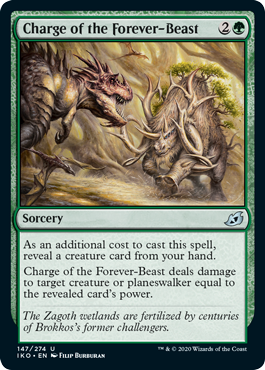 Charge of the Forever-Beast 2
Sorcery
As an additional cost to cast this spell,
reveal a creature card from your hand.
Charge of the Forever-Beast deals damage
to target creature or planeswalker equal to
the revealed card's power.
The Zagoth wetlands are fertilized by centuries
of Brokkos's former challengers.
147/274 U
IKO • EN Filip Burburan
™ & © 2020 Wizards of the Coast